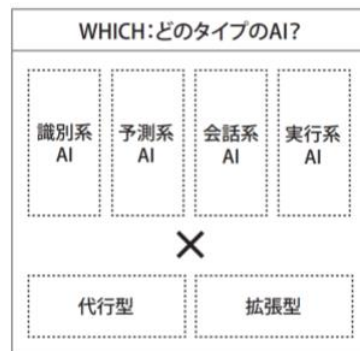 WHICH:どのタイプのAI?
識別系
AI
予測系
AI
会話系
AI
実行系
AI
×
代行型
拡張型